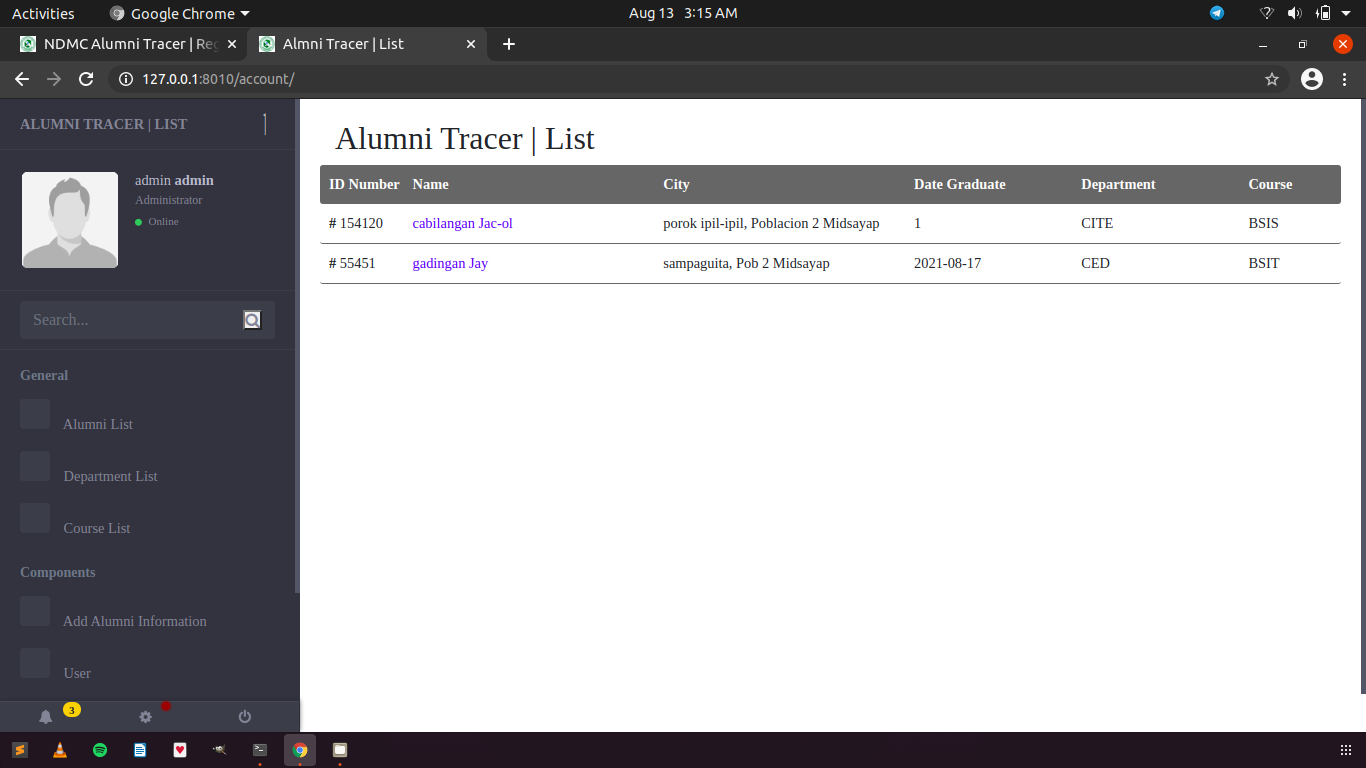 Activities Google Chrome Aug 13 3:15 AM
NDMC Alumni Tracer | Reg Almni Tracer | List
127.0.0.1:8010/account/
ALUMNI TRACER | LIST
admin admin
Administrator
Online
Search...
General
Alumni List
Department List
Course List
Components
Add Alumni Information
User
3
Alumni Tracer | List
ID Number Name City Date Graduate Department Course
# 154120 cabilangan Jac-ol porok ipil-ipil, Poblacion 2 Midsayap 1 CITE BSIS
# 55451 gadingan Jay sampaguita, Pob 2 Midsayap 2021-08-17 CED BSIT